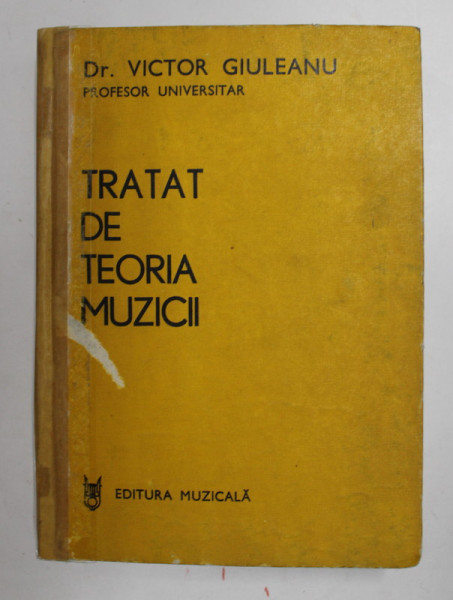 Dr. VICTOR GIULEANU
PROFESOR UNIVERSITAR
TRATAT
DE
TEORIA
MUZICII
EDITURA MUZICALĂ